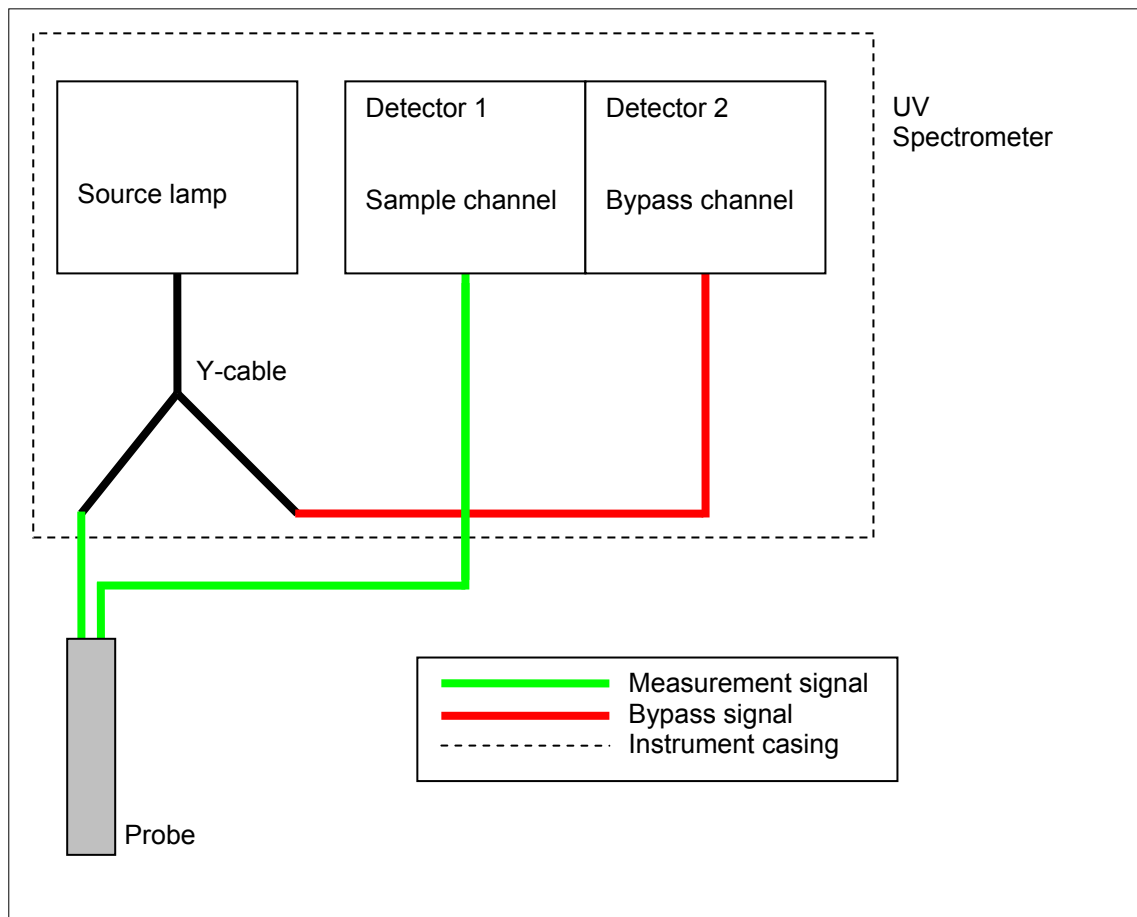 Detector 1
Detector 2
UV
Spectrometer
Source lamp
Sample channel
Bypass channel
Y-cable
Measurement signal
Bypass signal
Instrument casing
Probe